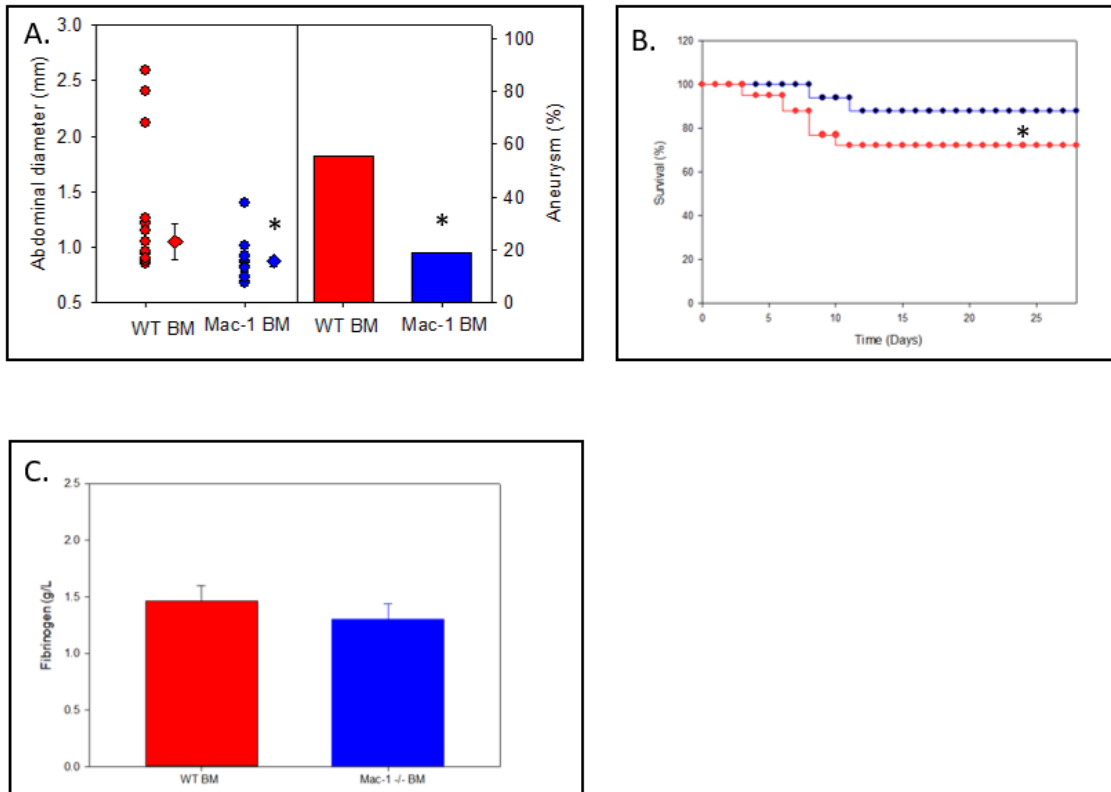 A.
3.0
2.5
2.0
1.5
1.0
0.5
Abdominal diameter (mm)
*
WT BM
Mac-1 BM
*
WT BM
Mac-1 BM
100
80
60
40
20
0
Aneurysm (%)
B.
120
100
80
60
40
20
0
Survival (%)
*
0
5
10
15
20
25
Time (Days)
C.
2.5
2.0
1.5
1.0
0.5
0.0
Fibrinogen (g/L
WT BM
Mac-1 -/- BM